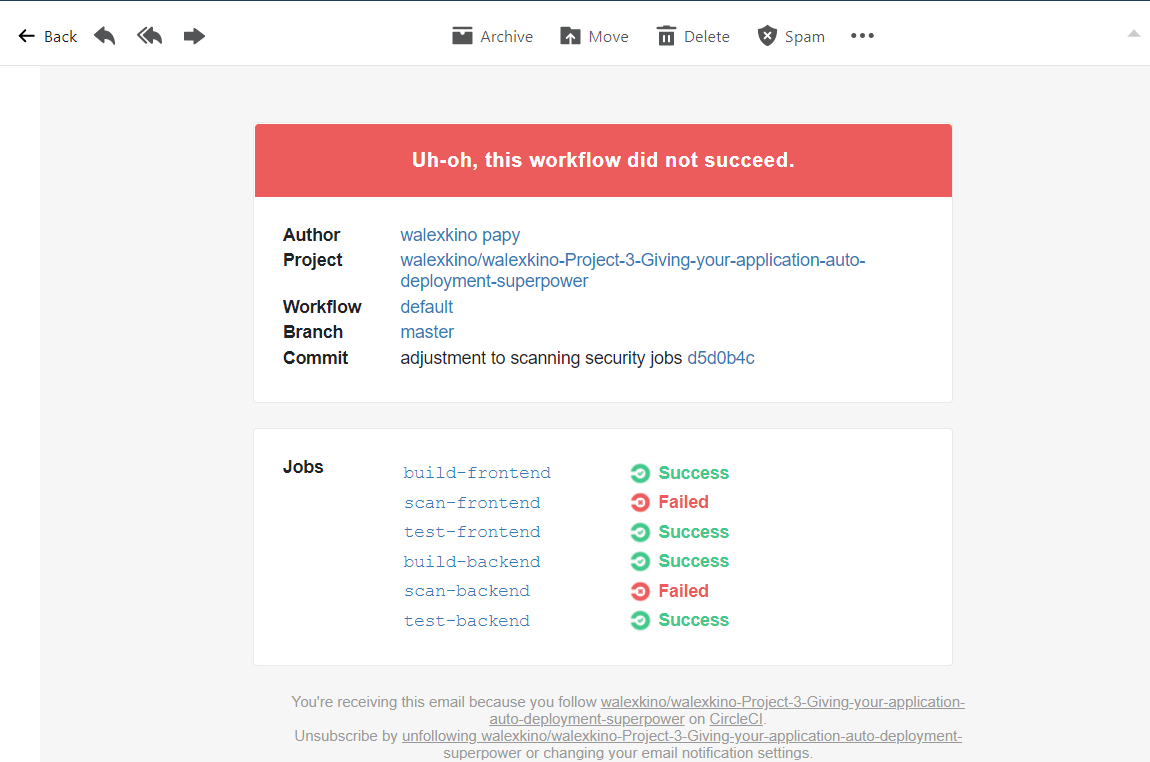 Back
Archive Move Delete Spam
Uh-oh, this workflow did not succeed.
Author walexkino papy
Project walexkino/walexkino-Project-3-Giving-your-application-auto-
deployment-superpower
Workflow default
Branch master
Commit adjustment to scanning security jobs d5d0b4c
Jobs
build-frontend Success
scan-frontend Failed
test-frontend Success
build-backend Success
scan-backend Failed
test-backend Success
You're receiving this email because you follow walexkino/walexkino-Project-3-Giving-your-application-
auto-deployment-superpower on CircleCI.
Unsubscribe by unfollowing walexkino/walexkino-Project-3-Giving-your-application-auto-deployment-
superpower or changing your email notification settings.